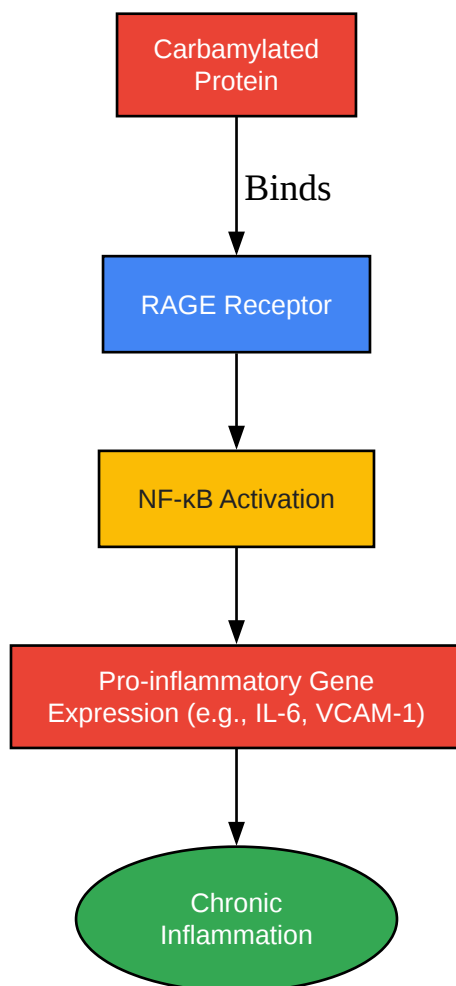 Carbamylated
Protein
Binds
RAGE Receptor
NF-κB Activation
Pro-inflammatory Gene
Expression (e.g., IL-6, VCAM-1)
Chronic
Inflammation